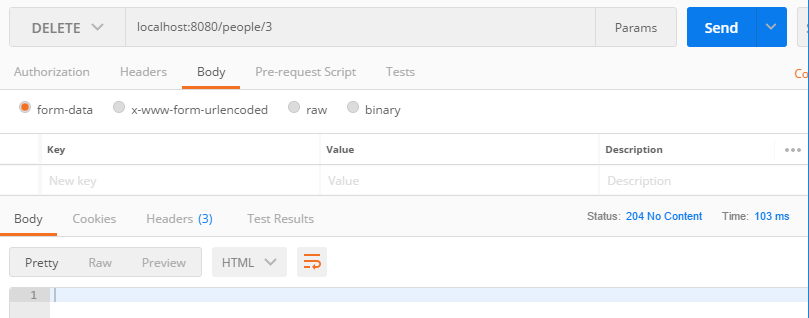 DELETE localhost:8080/people/3 Params Send
Authorization Headers Body Pre-request Script Tests Co
form-data x-www-form-urlencoded raw binary
Key Value Description
New key Value Description
Body Cookies Headers (3) Test Results Status: 204 No Content Time: 103 ms
Pretty Raw Preview HTML
1